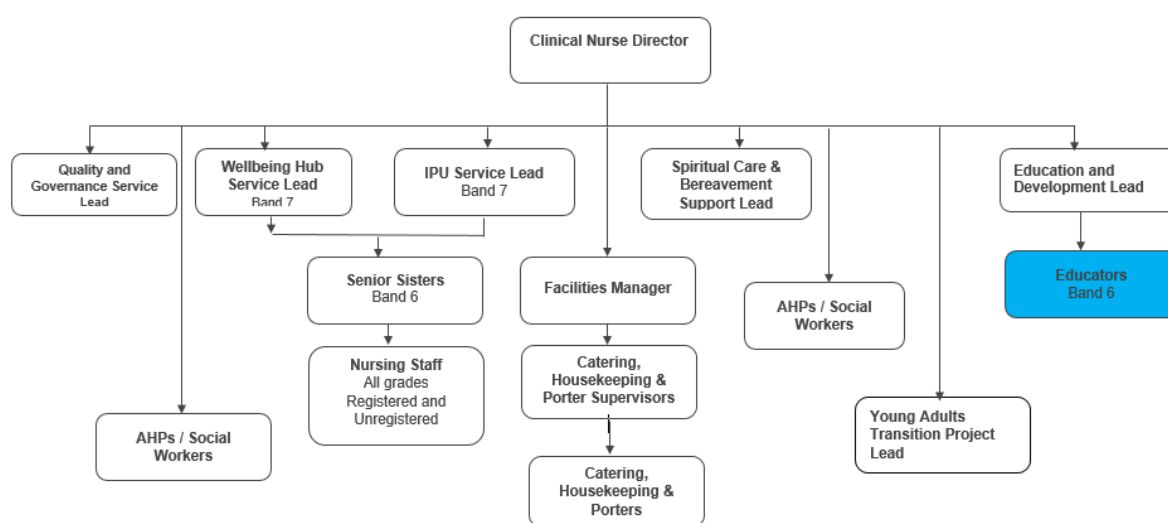 Clinical Nurse Director
Quality and
Governance Service
Lead
Wellbeing Hub
Service Lead
Band 7
IPU Service Lead
Band 7
Spiritual Care &
Bereavement
Support Lead
Education and
Development Lead
Senior Sisters
Band 6
Facilities Manager
AHPs / Social
Workers
Educators
Band 6
Nursing Staff
All grades
Registered and
Unregistered
Catering,
Housekeeping &
Porter Supervisors
AHPs / Social
Workers
Young Adults
Transition Project
Lead
Catering,
Housekeeping &
Porters